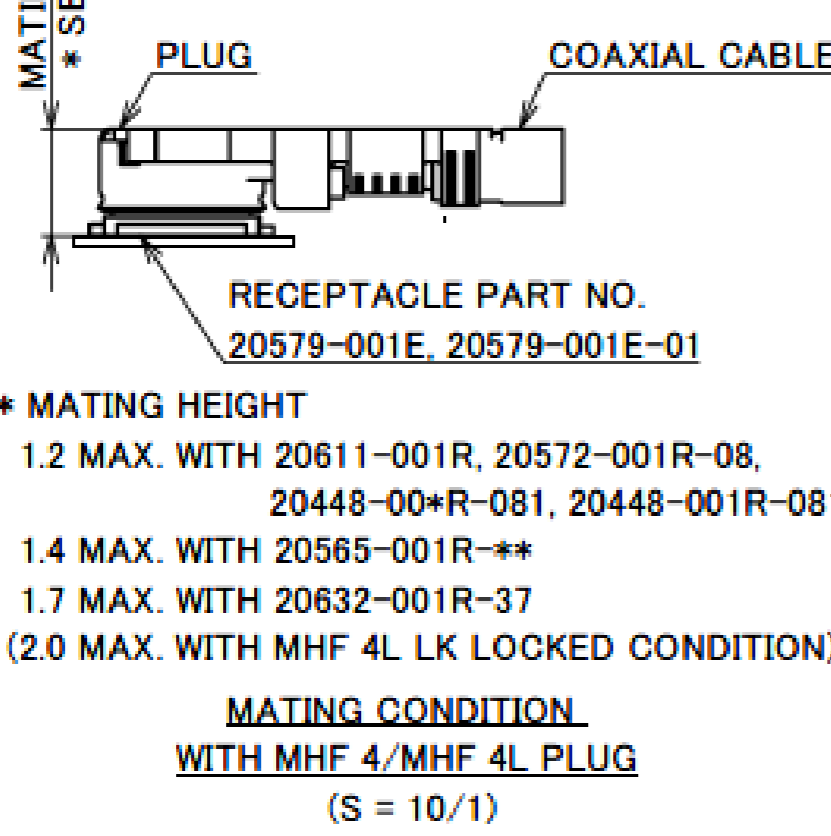 MATI
* SE
PLUG
COAXIAL CABLE
RECEPTACLE PART NO.
20579-001E, 20579-001E-01
* MATING HEIGHT
1.2 MAX. WITH 20611-001R, 20572-001R-08,
20448-00*R-081, 20448-001R-081
1.4 MAX. WITH 20565-001R-**
1.7 MAX. WITH 20632-001R-37
(2.0 MAX. WITH MHF 4L LK LOCKED CONDITION)
MATING CONDITION
WITH MHF 4/MHF 4L PLUG
(S = 10/1)